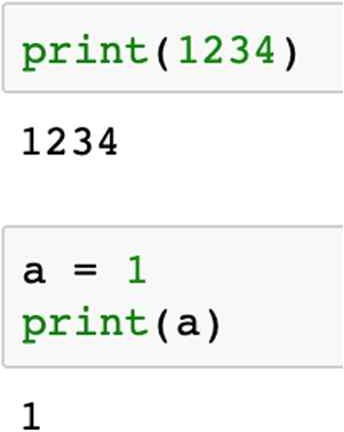 print(1234)
1234
a = 1
print(a)
1